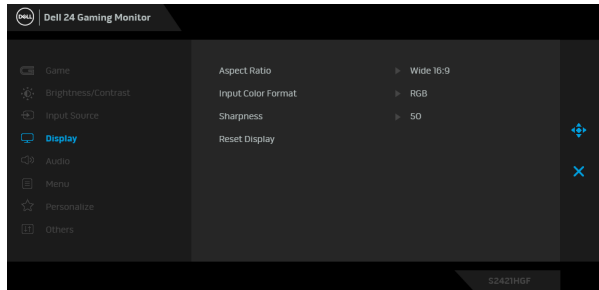 DELL Dell 24 Gaming Monitor
Game
Brightness/Contrast
Input Source
Display
Audio
Menu
Personalize
Others
Aspect Ratio Wide 16:9
Input Color Format RGB
Sharpness 50
Reset Display
S2421HGF